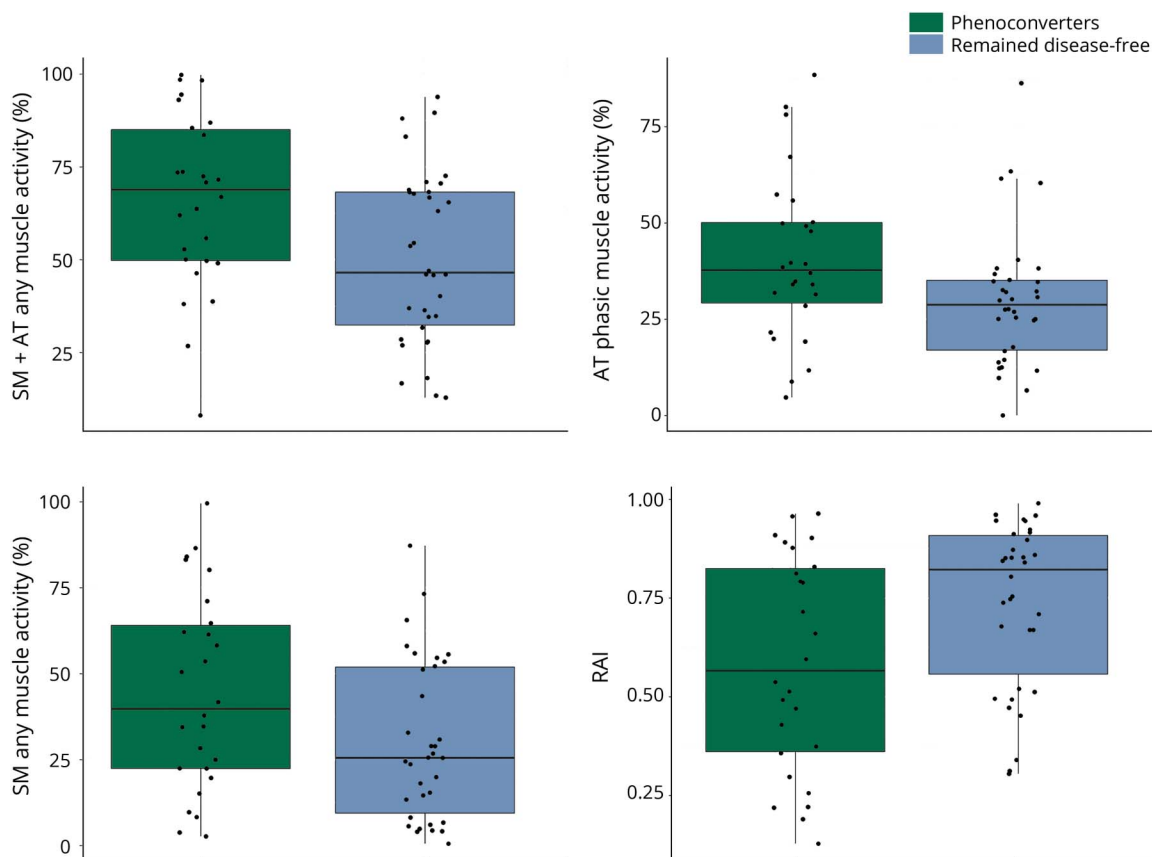 Phenoconverters
Remained disease-free
SM + AT any muscle activity (%)
100
75
50
25
AT phasic muscle activity (%)
75
50
25
0
SM any muscle activity (%)
100
75
50
25
0
RAI
1.00
0.75
0.50
0.25